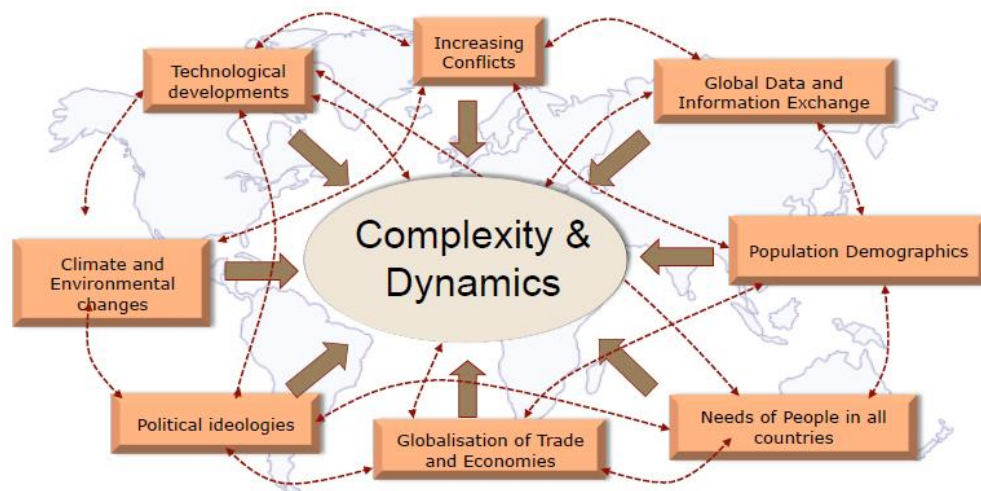 Increasing
Conflicts
Technological
developments
Global Data and
Information Exchange
Complexity &
Dynamics
Population Demographics
Climate and
Environmental
changes
Political ideologies
Globalisation of Trade
and Economies
Needs of People in all
countries